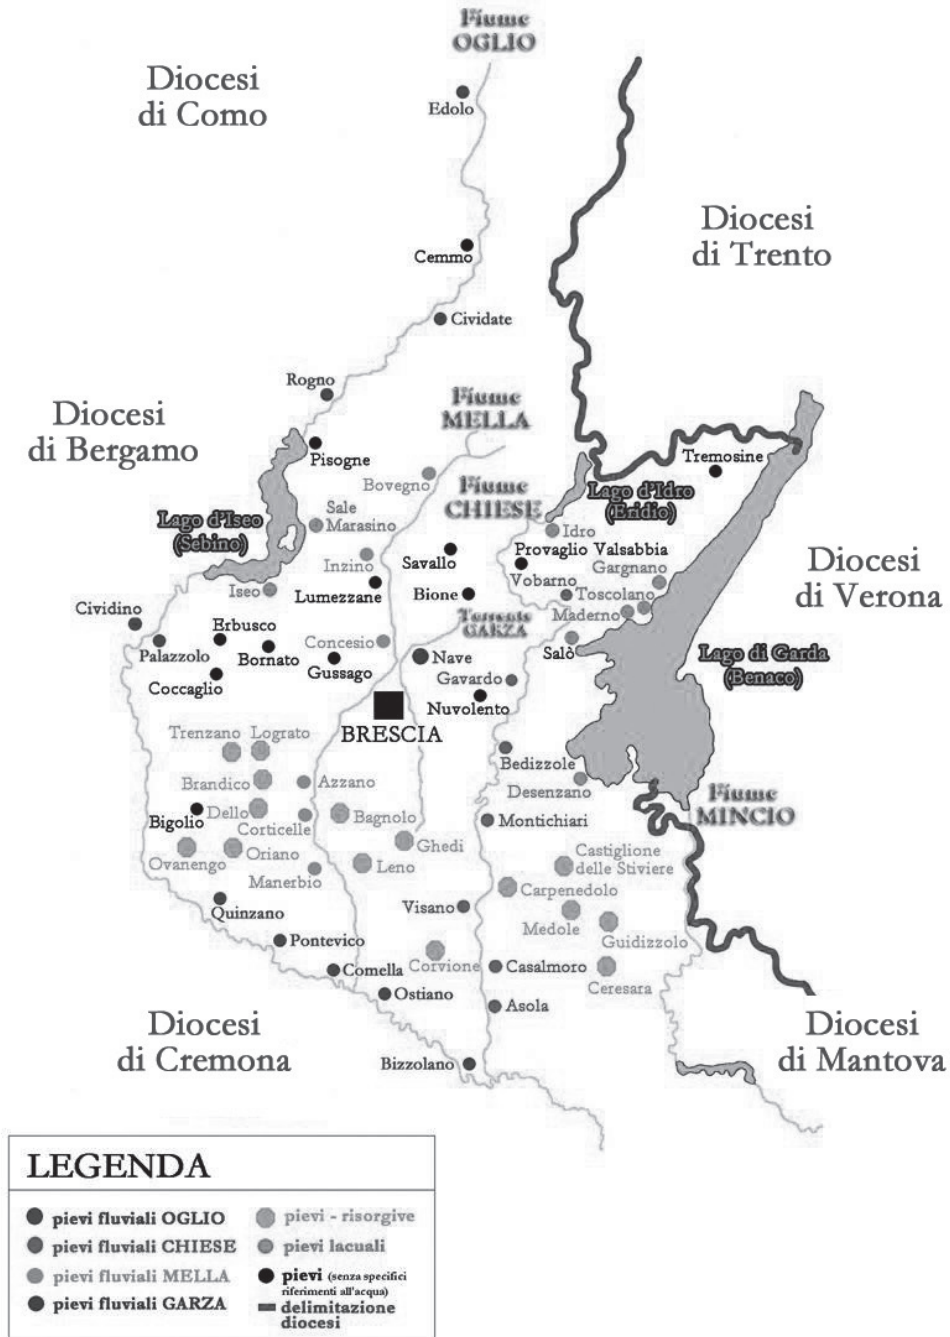 Fiume
OGLIO
Diocesi
di Como
Edolo
Diocesi
di Trento
Cemmo
Cividate
Rogno
Fiume
MELLA
Diocesi
di Bergamo
Pisogne
Tremosine
Bovegno
Fiume
CHIESE
Lago d'Idro
(Eridio)
Lago d'Iseo
(Sebino)
Sale
Marasino
Idro
Savallo
Provaglio Valsabbia
Inzino
Gargnano
Vobarno
Diocesi
di Verona
Iseo
Lumezzane
Bione
Toscolano
Cividino
Maderno
Torrente
GARZA
Erbusco
Concesio
Palazzolo
Bornato
Gussago
Nave
Salò
Lago di Garda
(Benaco)
Coccaglio
Gavardo
Nuvolento
BRESCIA
Trenzano
Lograto
Bedizzole
Brandico
Azzano
Desenzano
Fiume
MINCIO
Bigolio
Dello
Corticelle
Bagnolo
Montichiari
Ghedi
Ovanengo
Oriano
Leno
Castiglione
delle Stiviere
Manerbio
Carpenedolo
Quinzano
Visano
Medole
Guidizzolo
Pontevico
Comella
Corvione
Casalmoro
Ceresara
Ostiano
Asola
Diocesi
di Cremona
Diocesi
di Mantova
Bizzolano
LEGENDA
pievi fluviali OGLIO
pievi fluviali CHIESE
pievi fluviali MELLA
pievi fluviali GARZA
pievi - risorgive
pievi lacuali
pievi (senza specifici
riferimenti all'acqua)
delimitazione
diocesi